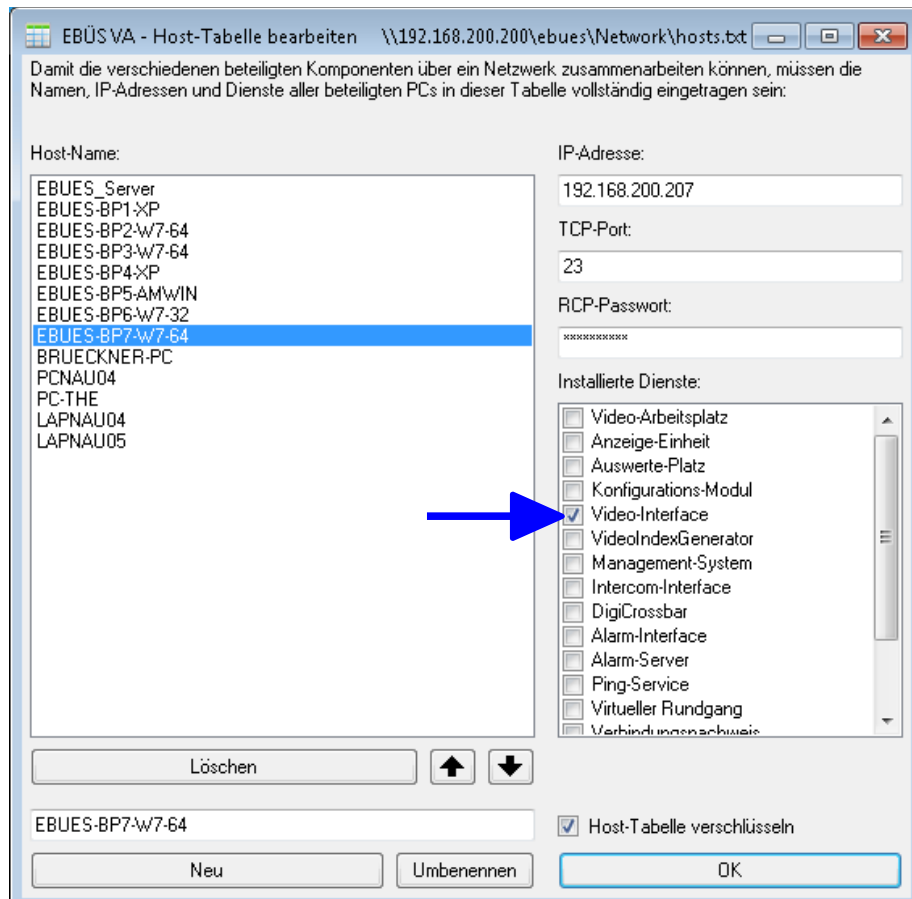 EBÜS VA - Host-Tabelle bearbeiten \\192.168.200.200\ebues\Network\hosts.txt
Damit die verschiedenen beteiligten Komponenten über ein Netzwerk zusammenarbeiten können, müssen die
Namen, IP-Adressen und Dienste aller beteiligten PCs in dieser Tabelle vollständig eingetragen sein:
Host-Name:
EBUES_Server
EBUES-BP1-XP
EBUES-BP2-W7-64
EBUES-BP3-W7-64
EBUES-BP4-XP
EBUES-BP5-AMWIN
EBUES-BP6-W7-32
EBUES-BP7-W7-64
BRUECKNER-PC
PCNAU04
PC-THE
LAPNAU04
LAPNAU05
Löschen
EBUES-BP7-W7-64
Neu
Umbenennen
IP-Adresse:
192.168.200.207
TCP-Port:
23
RCP-Passwort:
**********
Installierte Dienste:
Video-Arbeitsplatz
Anzeige-Einheit
Auswerte-Platz
Konfigurations-Modul
Video-Interface
VideoIndexGenerator
Management-System
Intercom-Interface
DigiCrossbar
Alarm-Interface
Alarm-Server
Ping-Service
Virtueller Rundgang
Verbindungsnachweis
Host-Tabelle verschlüsseln
OK